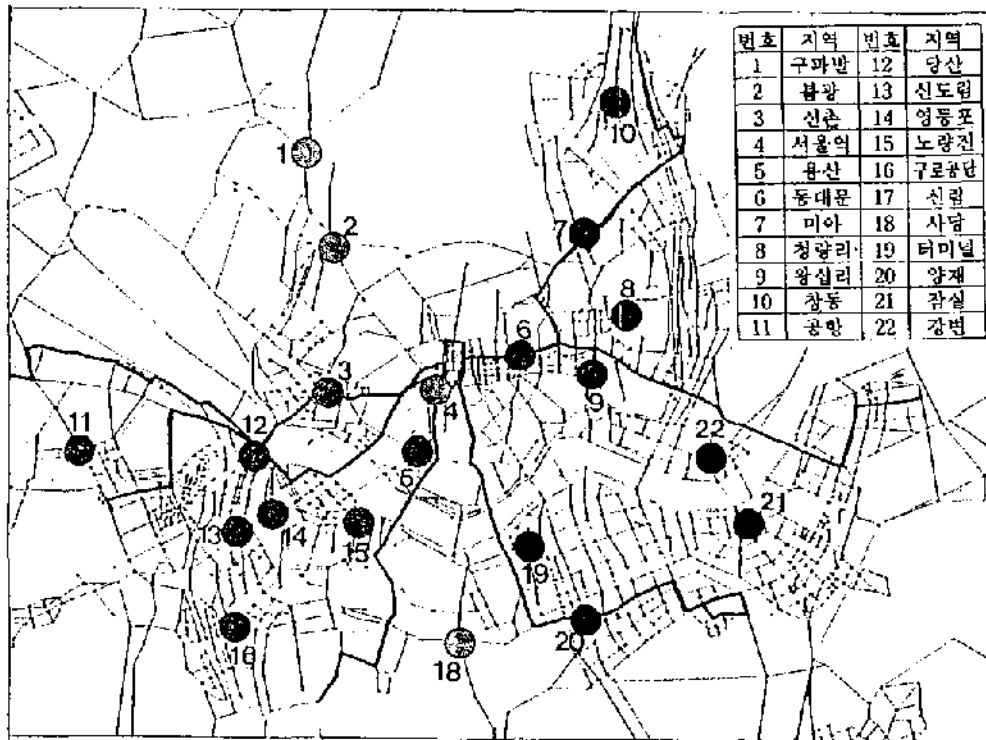 번호 지역 번호 지역
1 구파발 12 당산
2 불광 13 신도림
3 신촌 14 영등포
4 서울역 15 노량진
5 용산 16 구로공단
6 동대문 17 신림
7 미아 18 사당
8 청량리 19 터미널
9 왕십리 20 양재
10 창동 21 잠실
11 공항 22 강변
10
1
7
2
8
6
3
4
9
11
12
22
5
21
13
14
15
19
16
18
20